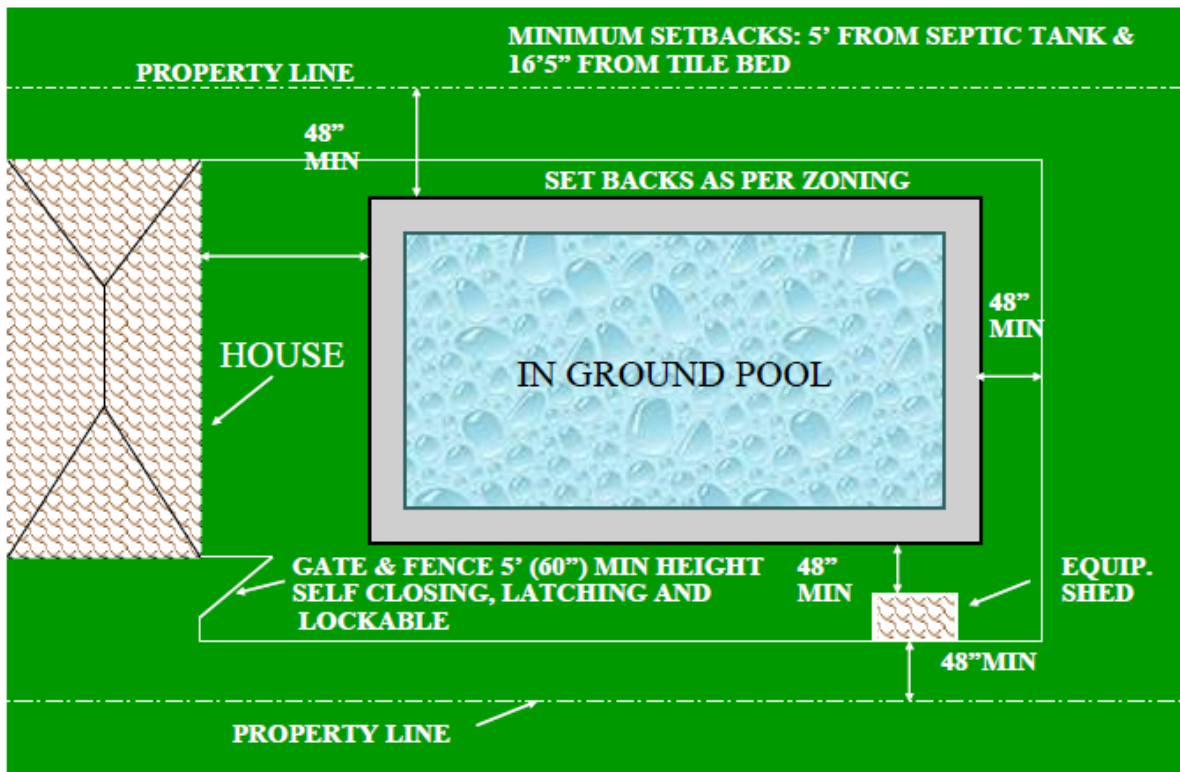 MINIMUM SETBACKS: 5’ FROM SEPTIC TANK &
16’5” FROM TILE BED
PROPERTY LINE
48”
MIN
SET BACKS AS PER ZONING
48”
MIN
HOUSE
IN GROUND POOL
GATE & FENCE 5’ (60”) MIN HEIGHT
SELF CLOSING, LATCHING AND
LOCKABLE
48”
MIN
EQUIP.
SHED
48”MIN
PROPERTY LINE